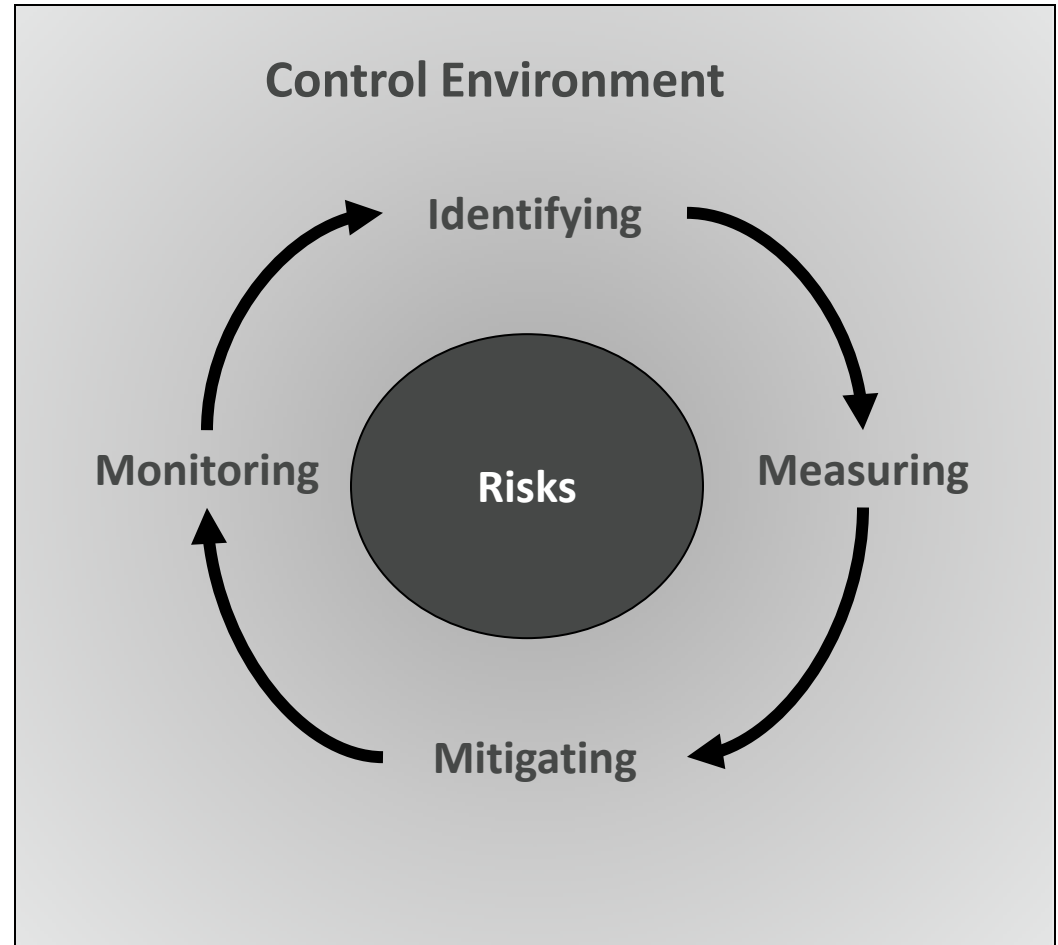 Control Environment
Identifying
Monitoring
Risks
Measuring
Mitigating